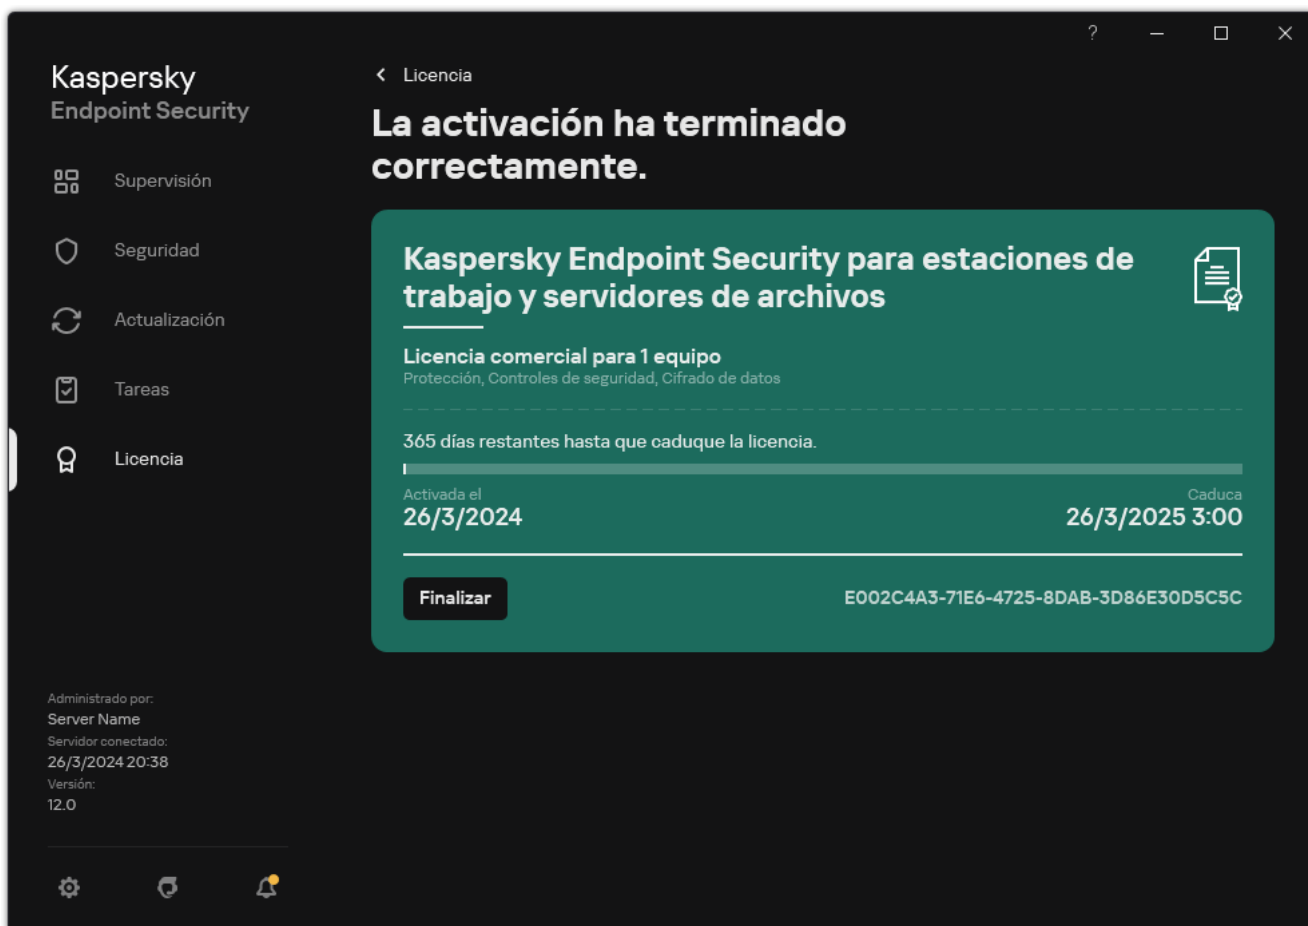 ?
Kaspersky
Endpoint Security
Supervisión
Seguridad
Actualización
Tareas
Licencia
Administrado por:
Server Name
Servidor conectado:
26/3/2024 20:38
Versión:
12.0
Licencia
La activación ha terminado
correctamente.
Kaspersky Endpoint Security para estaciones de
trabajo y servidores de archivos
Licencia comercial para 1 equipo
Protección, Controles de seguridad, Cifrado de datos
365 días restantes hasta que caduque la licencia.
Activada el
26/3/2024
Caduca
26/3/2025 3:00
Finalizar
E002C4A3-71E6-4725-8DAB-3D86E30D5C5C